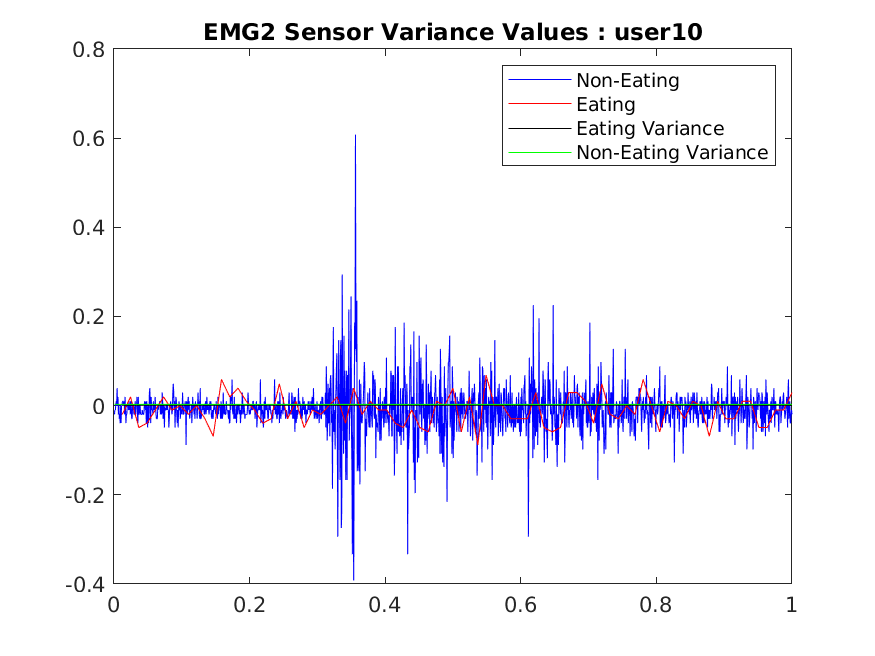 EMG2 Sensor Variance Values : user10
0.8
Non-Eating
Eating
Eating Variance
Non-Eating Variance
0.6
0.4
0.2
0
-0.2
-0.4
0 0.2 0.4 0.6 0.8 1